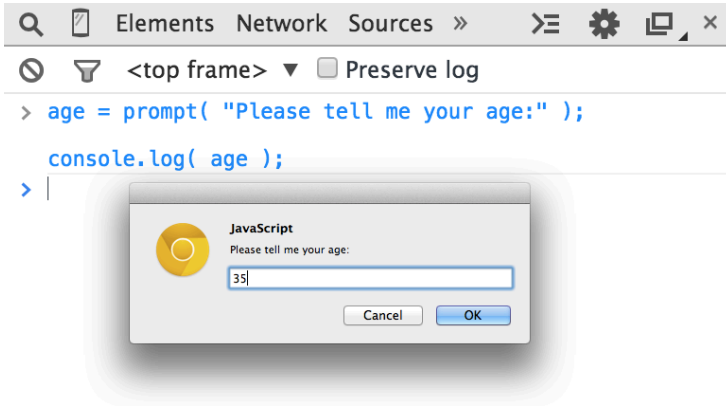 Elements Network Sources »
<top frame> ▼ Preserve log
> age = prompt( "Please tell me your age:" );
console.log( age );
>
JavaScript
Please tell me your age:
35
Cancel OK